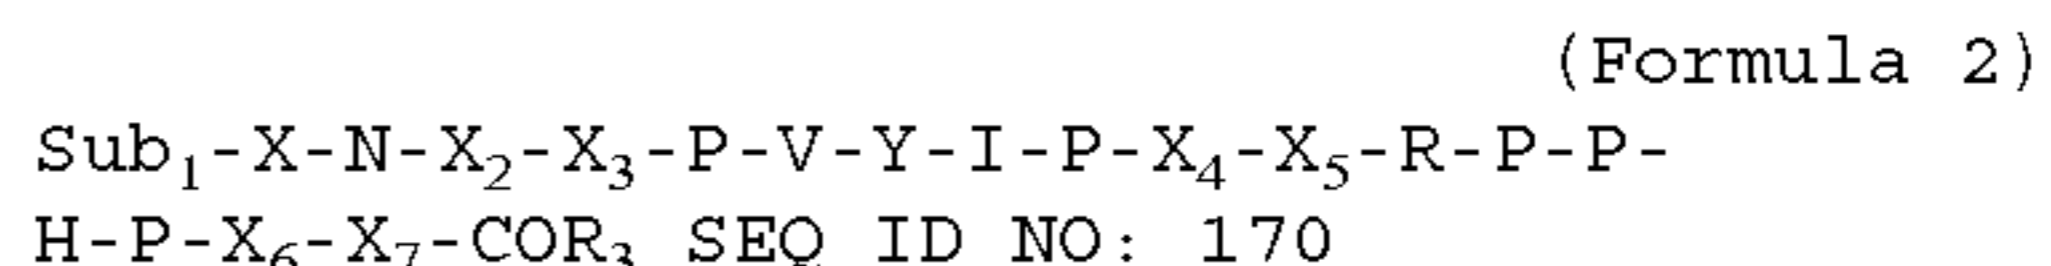 (Formula 2)
Sub₁-X-N-X₂-X₃-P-V-Y-I-P-X₄-X₅-R-P-P-
H-P-X₆-X₇-COR₃ SEQ ID NO: 170